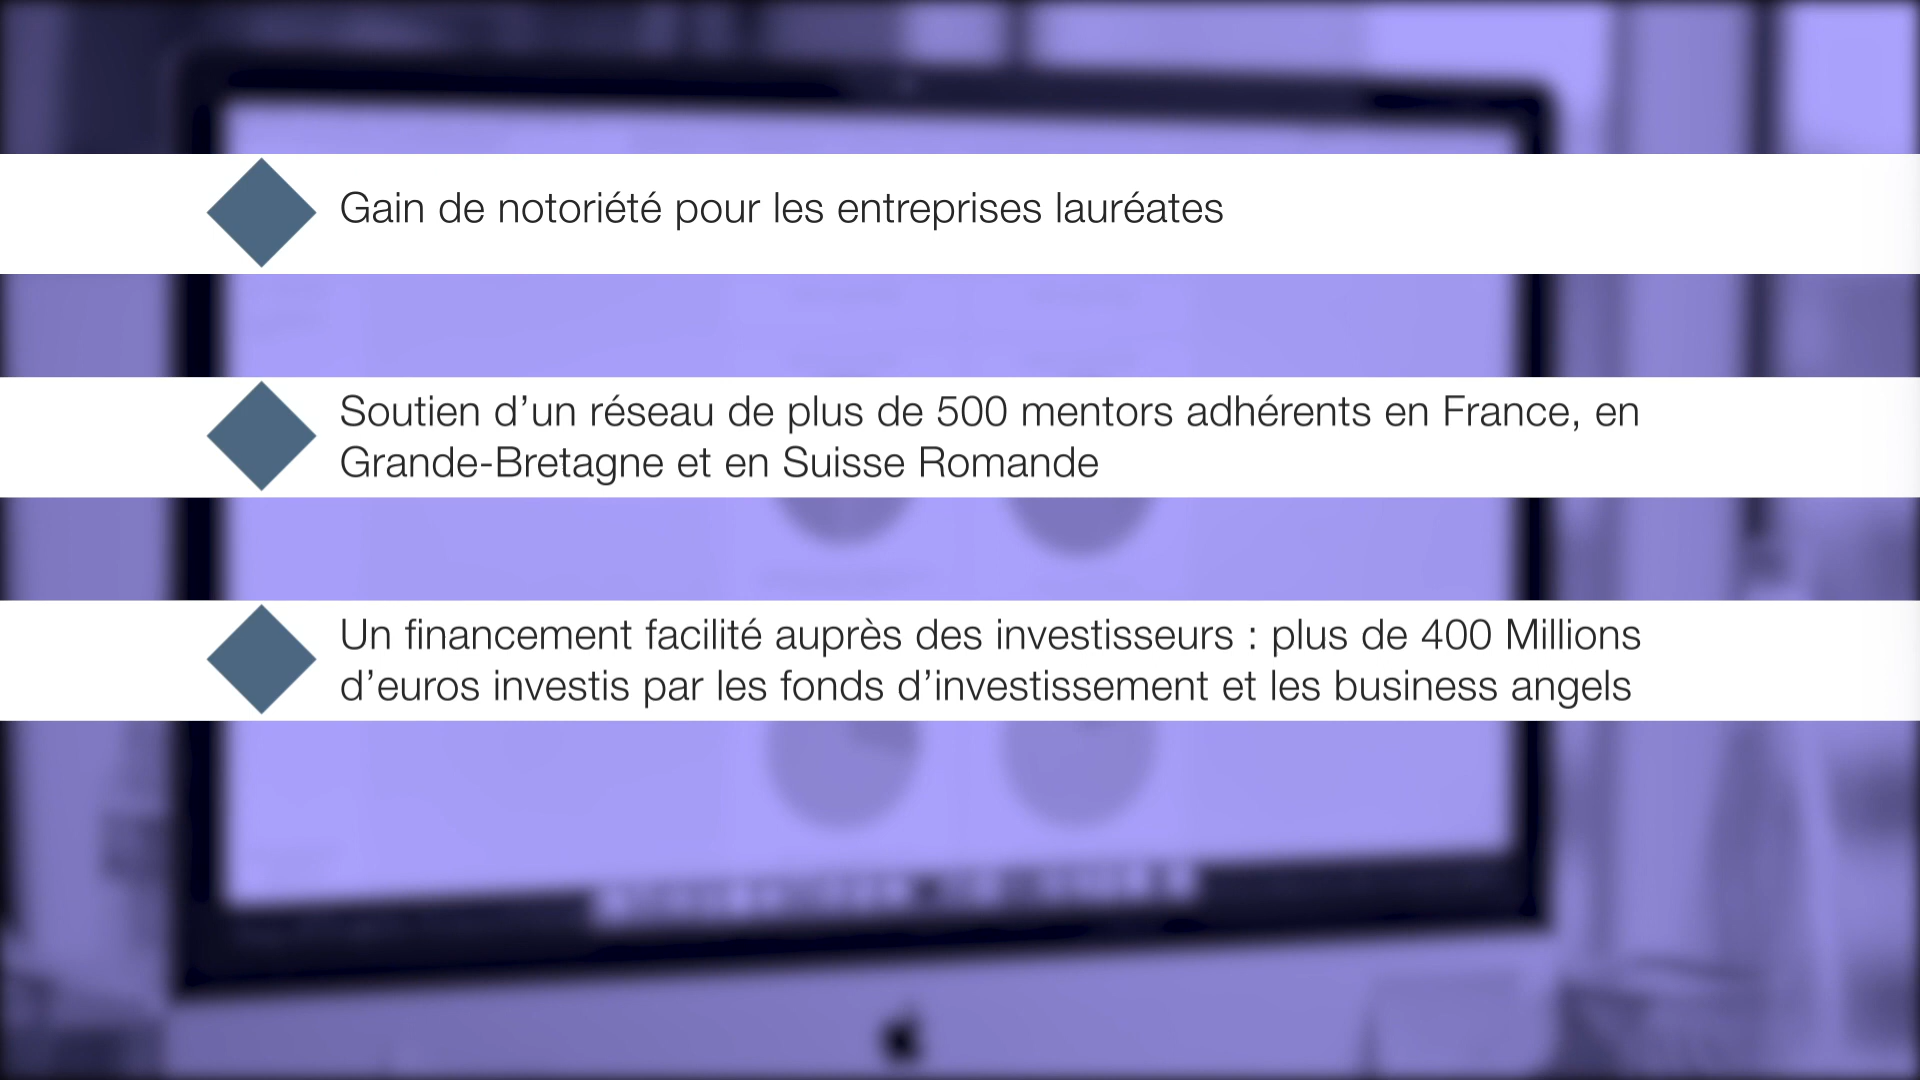 Gain de notoriété pour les entreprises lauréates
Soutien d’un réseau de plus de 500 mentors adhérents en France, en
Grande-Bretagne et en Suisse Romande
Un financement facilité auprès des investisseurs : plus de 400 Millions
d’euros investis par les fonds d’investissement et les business angels